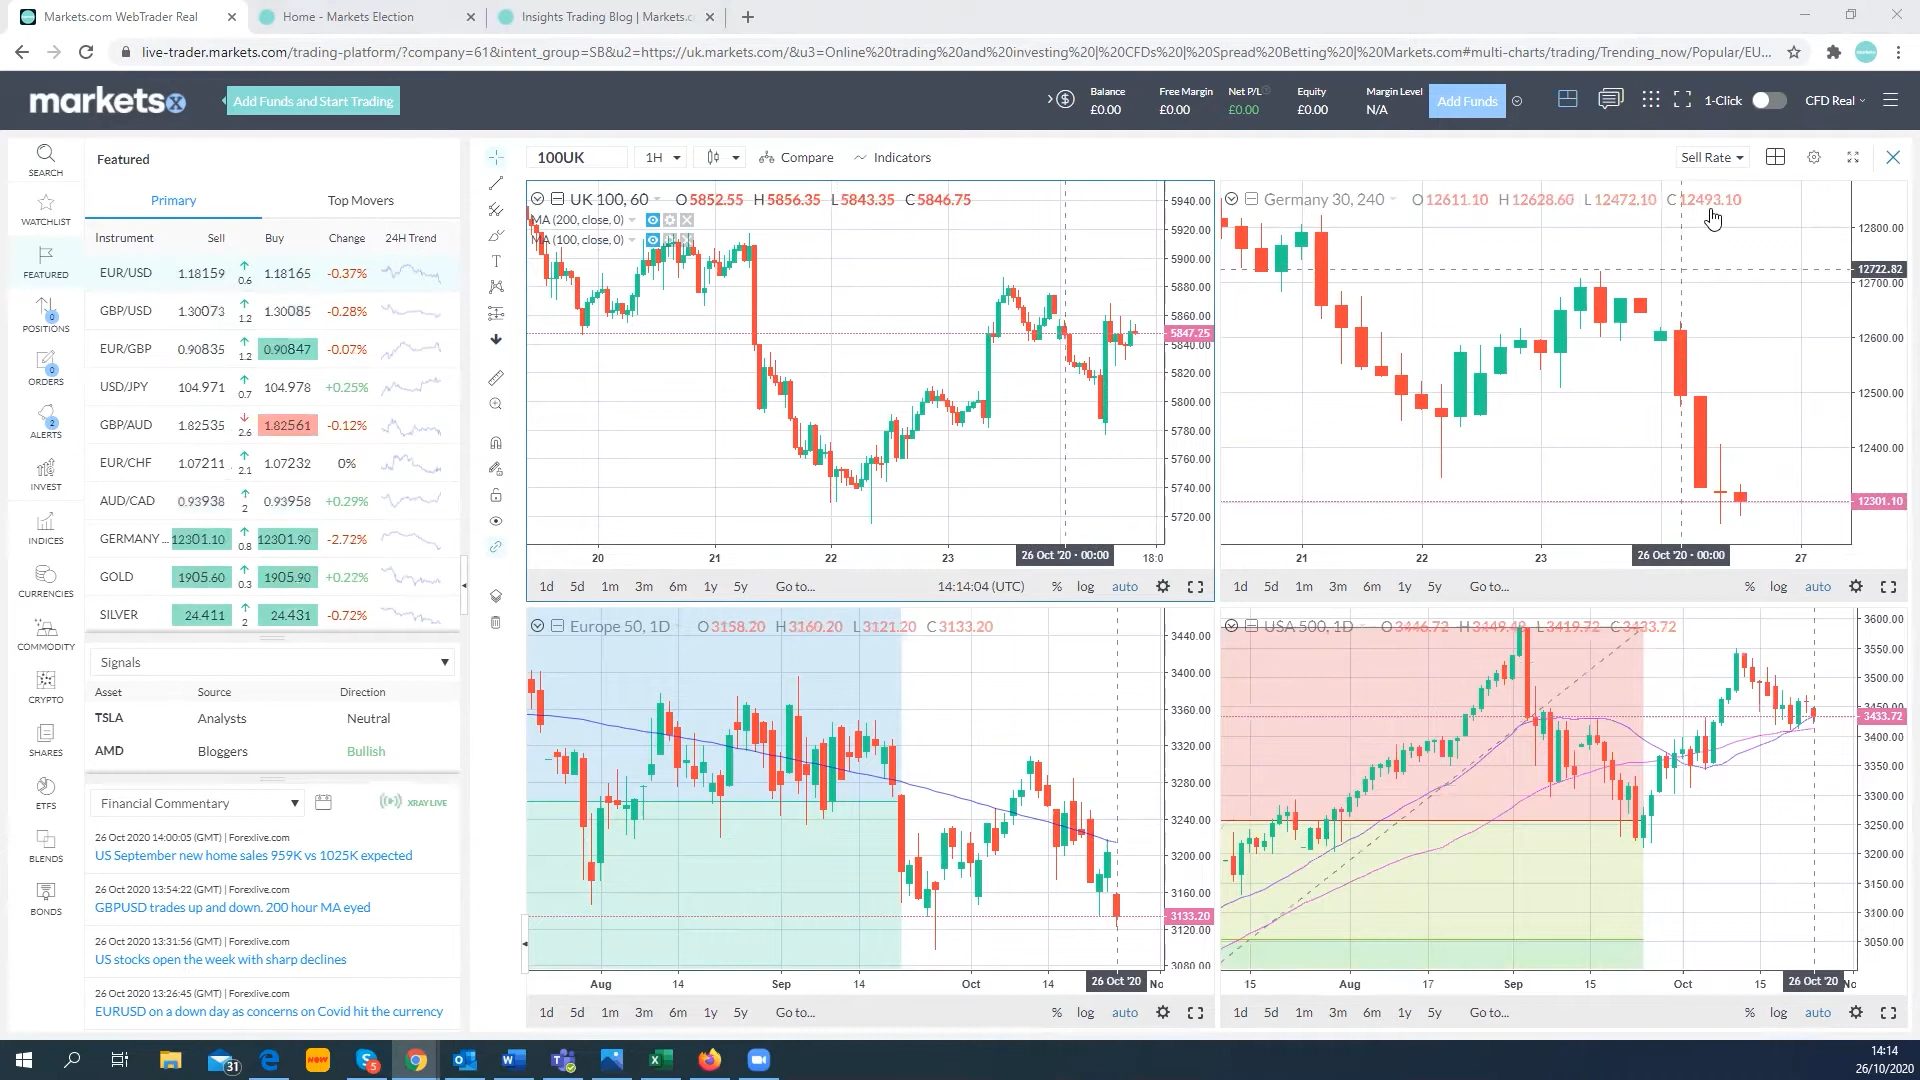 Markets.com WebTrader Real
Home - Markets Election
Insights Trading Blog | Markets.c
live-trader.markets.com/trading-platform/?company=61&intent_group=SB&u2=https://uk.markets.com/&u3=Online%20trading%20and%20investing%20|%20CFDs%20|%20Spread%20Betting%20|%20Markets.com#multi-charts/trading/Trending_now/Popular/EU...
marketsx
Add Funds and Start Trading
Balance £0.00
Free Margin £0.00
Net P/L £0.00
Equity £0.00
Margin Level N/A
Add Funds
1-Click
CFD Real
SEARCH
WATCHLIST
FEATURED
0
POSITIONS
0
ORDERS
2
ALERTS
INVEST
INDICES
CURRENCIES
COMMODITY
CRYPTO
SHARES
ETFS
BLENDS
BONDS
Featured
Primary Top Movers
Instrument Sell Buy Change 24H Trend
EUR/USD 1.18159 0.6 1.18165 -0.37%
GBP/USD 1.30073 1.2 1.30085 -0.28%
EUR/GBP 0.90835 1.2 0.90847 -0.07%
USD/JPY 104.971 0.7 104.978 +0.25%
GBP/AUD 1.82535 2.6 1.82561 -0.12%
EUR/CHF 1.07211 2.1 1.07232 0%
AUD/CAD 0.93938 2 0.93958 +0.29%
GERMANY ... 12301.10 0.8 12301.90 -2.72%
GOLD 1905.60 0.3 1905.90 +0.22%
SILVER 24.411 2 24.431 -0.72%
Signals
Asset Source Direction
TSLA Analysts Neutral
AMD Bloggers Bullish
Financial Commentary XRAY LIVE
26 Oct 2020 14:00:05 (GMT) | Forexlive.com
US September new home sales 959K vs 1025K expected
26 Oct 2020 13:54:22 (GMT) | Forexlive.com
GBPUSD trades up and down. 200 hour MA eyed
26 Oct 2020 13:31:56 (GMT) | Forexlive.com
US stocks open the week with sharp declines
26 Oct 2020 13:26:45 (GMT) | Forexlive.com
EURUSD on a down day as concerns on Covid hit the currency
100UK 1H Compare Indicators Sell Rate
UK 100, 60 O5852.55 H5856.35 L5843.35 C5846.75
MA (200, close, 0)
MA (100, close, 0)
5940.00
5920.00
5900.00
5880.00
5860.00
5847.25
5840.00
5820.00
5800.00
5780.00
5760.00
5740.00
5720.00
20 21 22 23 26 Oct '20 - 00:00 18:0
1d 5d 1m 3m 6m 1y 5y Go to... 14:14:04 (UTC) % log auto
Germany 30, 240 O12611.10 H12628.60 L12472.10 C12493.10
12800.00
12722.82
12700.00
12600.00
12500.00
12400.00
12301.10
21 22 23 26 Oct '20 - 00:00 27
1d 5d 1m 3m 6m 1y 5y Go to... % log auto
Europe 50, 1D O3158.20 H3160.20 L3121.20 C3133.20
3440.00
3400.00
3360.00
3320.00
3280.00
3240.00
3200.00
3160.00
3133.20
3120.00
3080.00
Aug 14 Sep 14 Oct 14 26 Oct '20 No
1d 5d 1m 3m 6m 1y 5y Go to... % log auto
USA 500, 1D O3446.72 H3449.49 L3419.72 C3433.72
3600.00
3550.00
3500.00
3450.00
3433.72
3400.00
3350.00
3300.00
3250.00
3200.00
3150.00
3100.00
3050.00
15 Aug 17 Sep 15 Oct 15 26 Oct '20 No
1d 5d 1m 3m 6m 1y 5y Go to... % log auto
31
NOW
14:14
26/10/2020